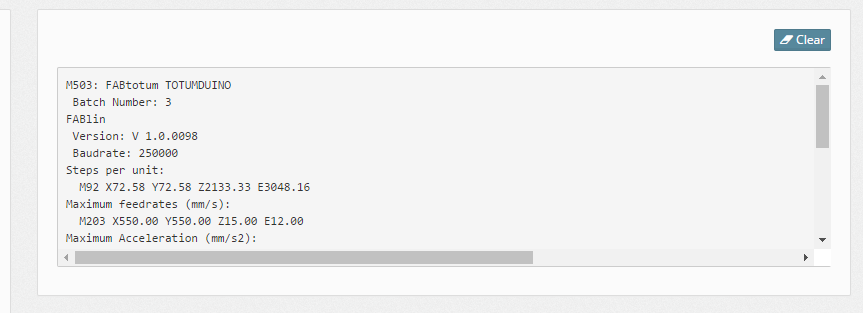 Clear
M503: FABtotum TOTUMDUINO
Batch Number: 3
FABlin
Version: V 1.0.0098
Baudrate: 250000
Steps per unit:
M92 X72.58 Y72.58 Z2133.33 E3048.16
Maximum feedrates (mm/s):
M203 X550.00 Y550.00 Z15.00 E12.00
Maximum Acceleration (mm/s2):